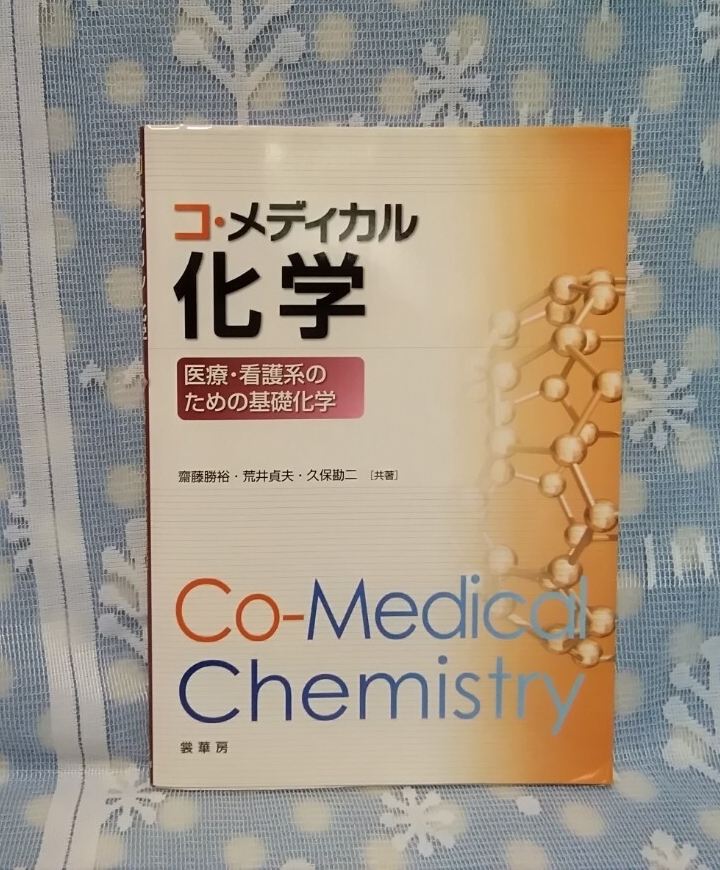 コ・メディカル
化学
医療・看護系の
ための基礎化学
齋藤勝裕・荒井貞夫・久保勘二 [共著]
Co-Medical
Chemistry
裳華房